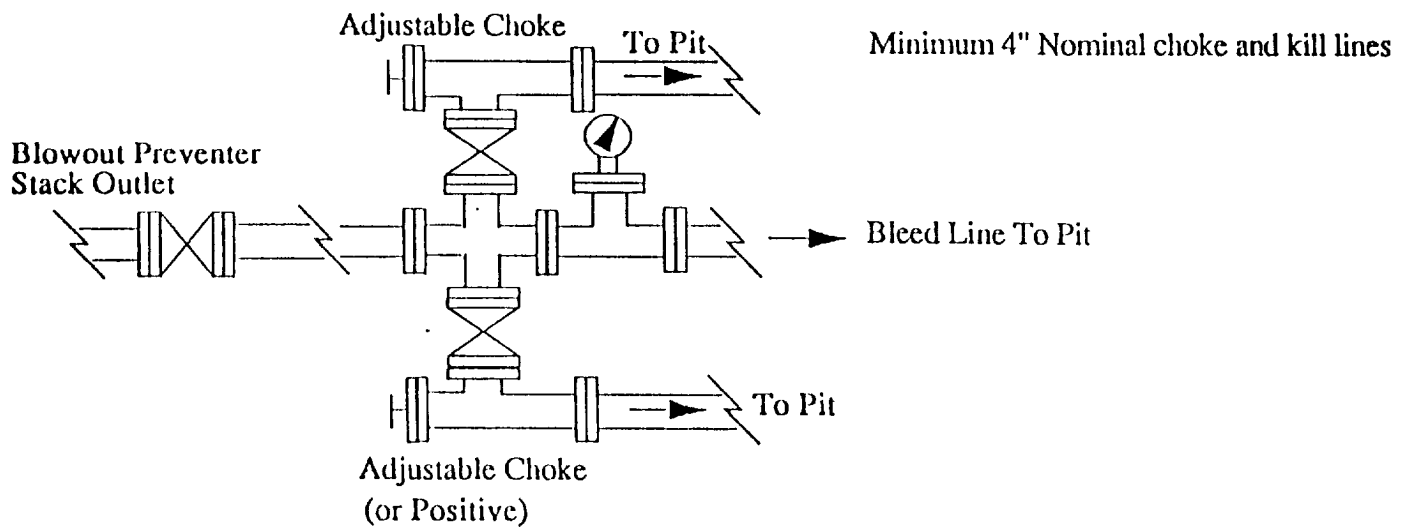 Adjustable Choke
To Pit
Minimum 4" Nominal choke and kill lines
Blowout Preventer
Stack Outlet
Bleed Line To Pit
To Pit
Adjustable Choke
(or Positive)